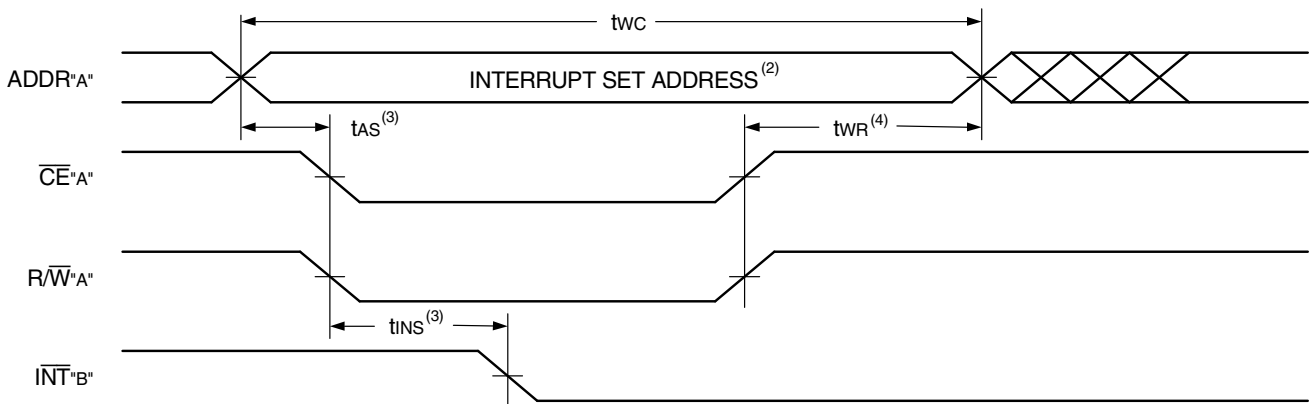 tWC
ADDR"A"
INTERRUPT SET ADDRESS(2)
tAS(3)
tWR(4)
CE"A"
R/W"A"
tINS(3)
INT"B"